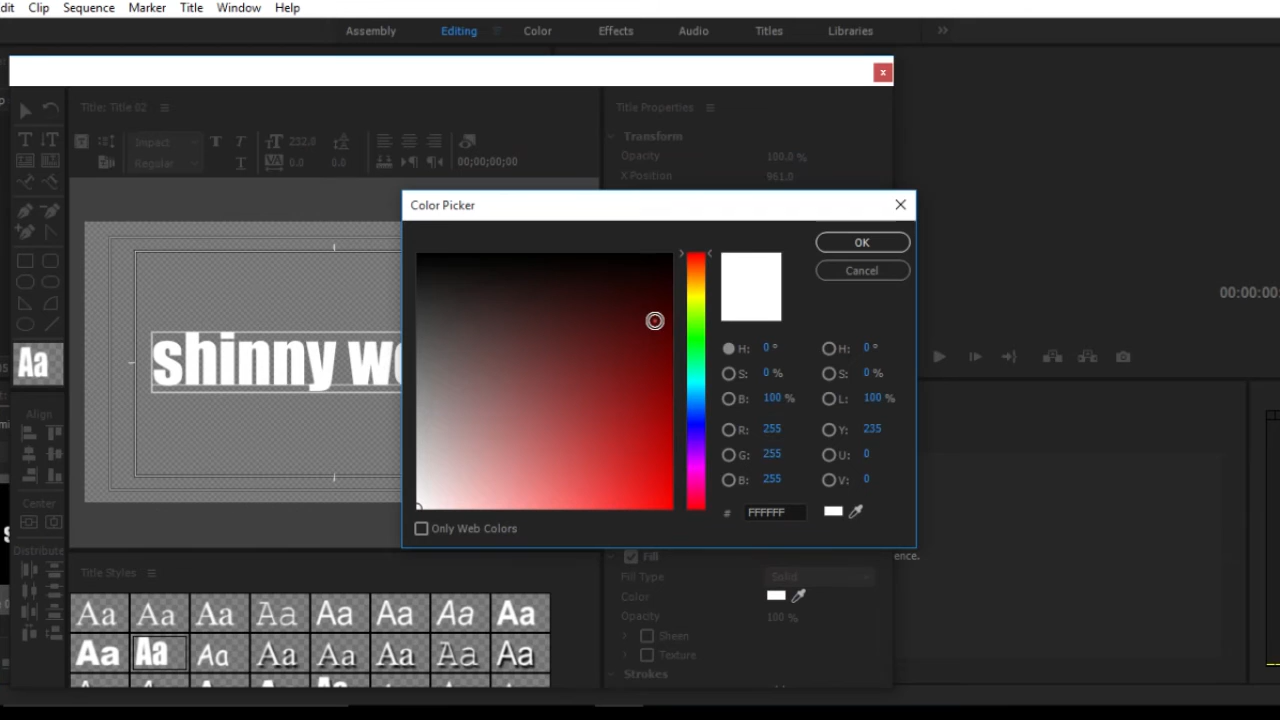 dit Clip Sequence Marker Title Window Help
Assembly Editing Color Effects Audio Titles Libraries
x
Title: Title 02
Title Properties
Transform
Impact 232.0
Opacity 100.0 %
Regular 0.0 0.0 00;00;00;00
X Position 961.0
Color Picker
OK
Cancel
00:00:00:
shinny wo
Aa
H: 0 ° H: 0 °
S: 0 % S: 0 %
B: 100 % L: 100 %
R: 255 Y: 235
G: 255 U: 0
B: 255 V: 0
# FFFFFF
Only Web Colors
Align
Center
Distribute
Fill
ence.
Title Styles
Fill Type Solid
Color
Opacity 100 %
Sheen
Texture
Strokes
Aa Aa Aa Aa Aa Aa Aa Aa
Aa Aa Aa Aa Aa Aa Aa Aa